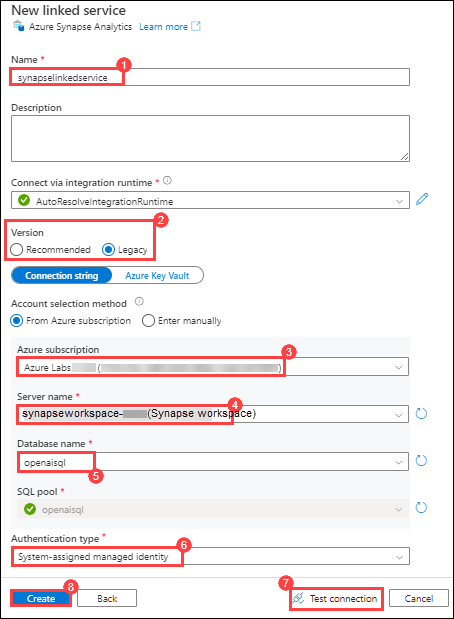 New linked service
Azure Synapse Analytics Learn more
Name *
1
synapselinkedservice
Description
Connect via integration runtime *
AutoResolveIntegrationRuntime
2
Version
Recommended Legacy
Connection string Azure Key Vault
Account selection method
From Azure subscription Enter manually
Azure subscription
3
Azure Labs ( )
Server name *
4
synapseworkspace- (Synapse workspace)
Database name *
openaisql
5
SQL pool *
openaisql
Authentication type *
6
System-assigned managed identity
8 7
Create Back Test connection Cancel